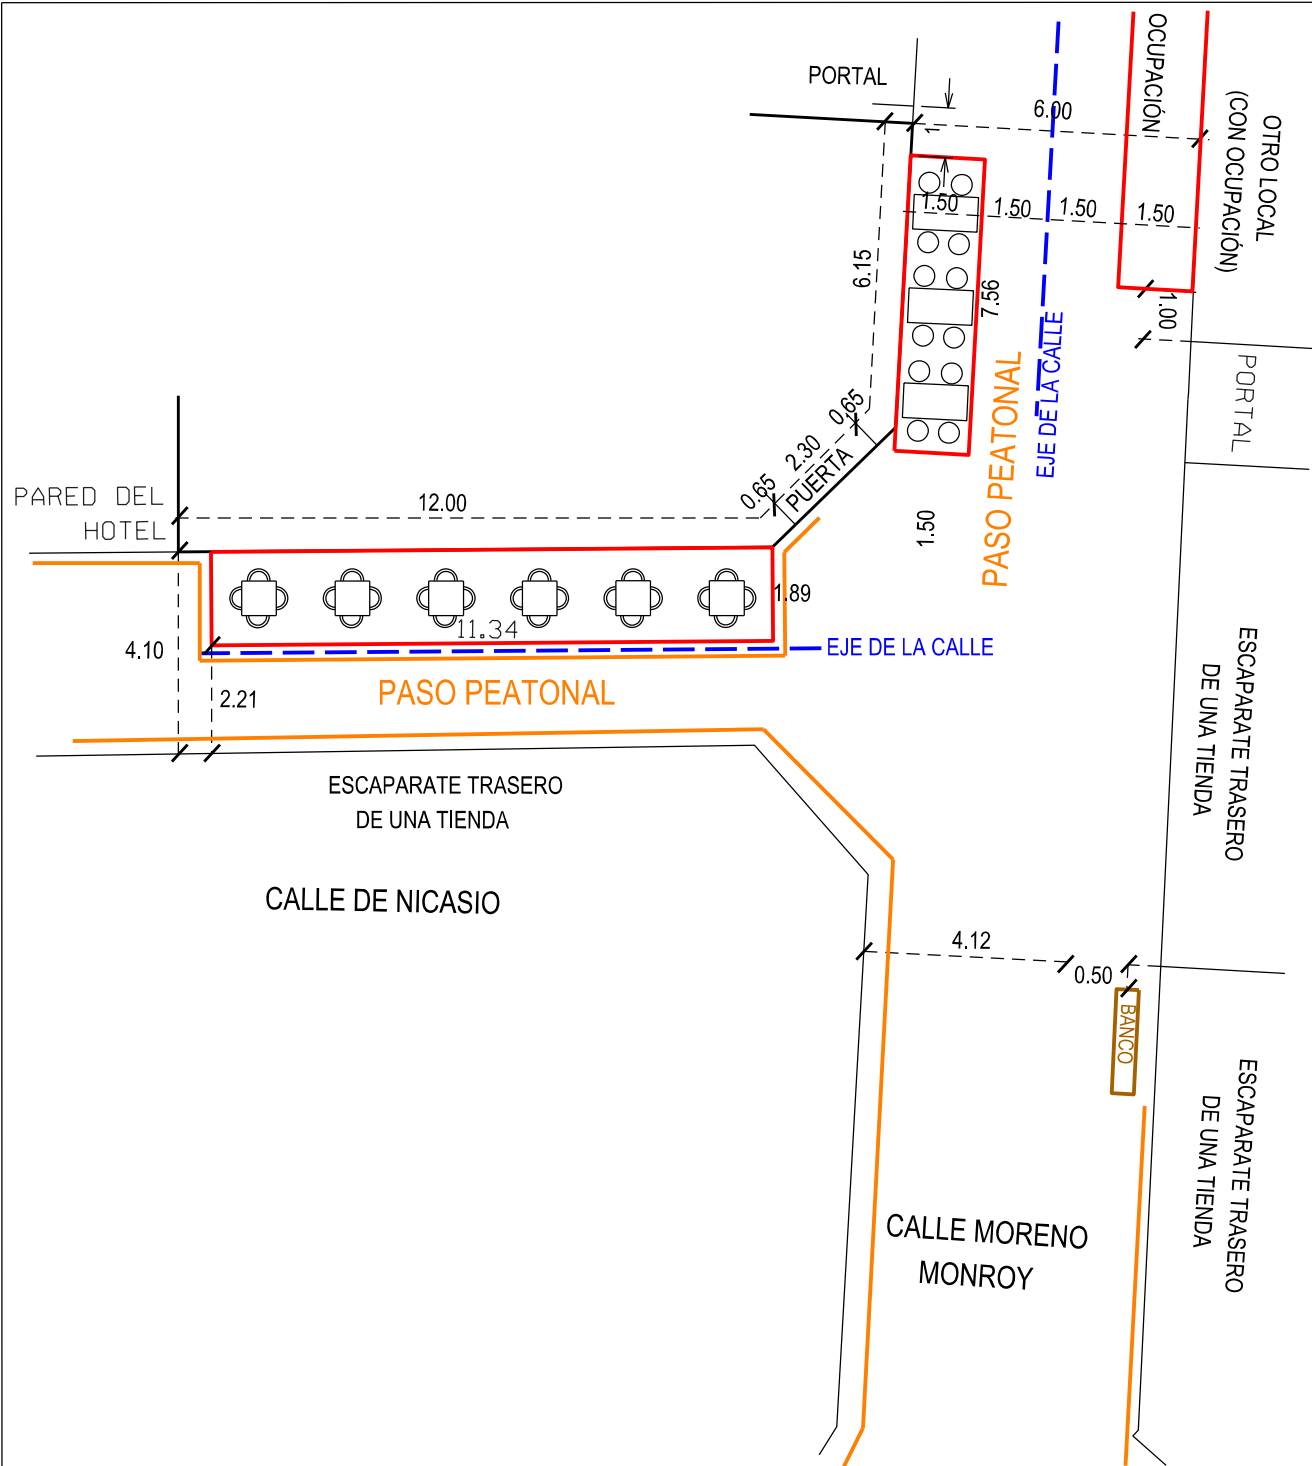 PORTAL
1
6.00
OCUPACIÓN
OTRO LOCAL
(CON OCUPACIÓN)
1.50
1.50
1.50
1.50
6.15
7.56
1.00
EJE DE LA CALLE
PORTAL
PASO PEATONAL
0.65
2.30
0.65
PUERTA
PARED DEL
HOTEL
12.00
1.50
1.89
11.34
4.10
EJE DE LA CALLE
2.21
PASO PEATONAL
ESCAPARATE TRASERO
DE UNA TIENDA
ESCAPARATE TRASERO
DE UNA TIENDA
CALLE DE NICASIO
4.12
0.50
BANCO
ESCAPARATE TRASERO
DE UNA TIENDA
CALLE MORENO
MONROY